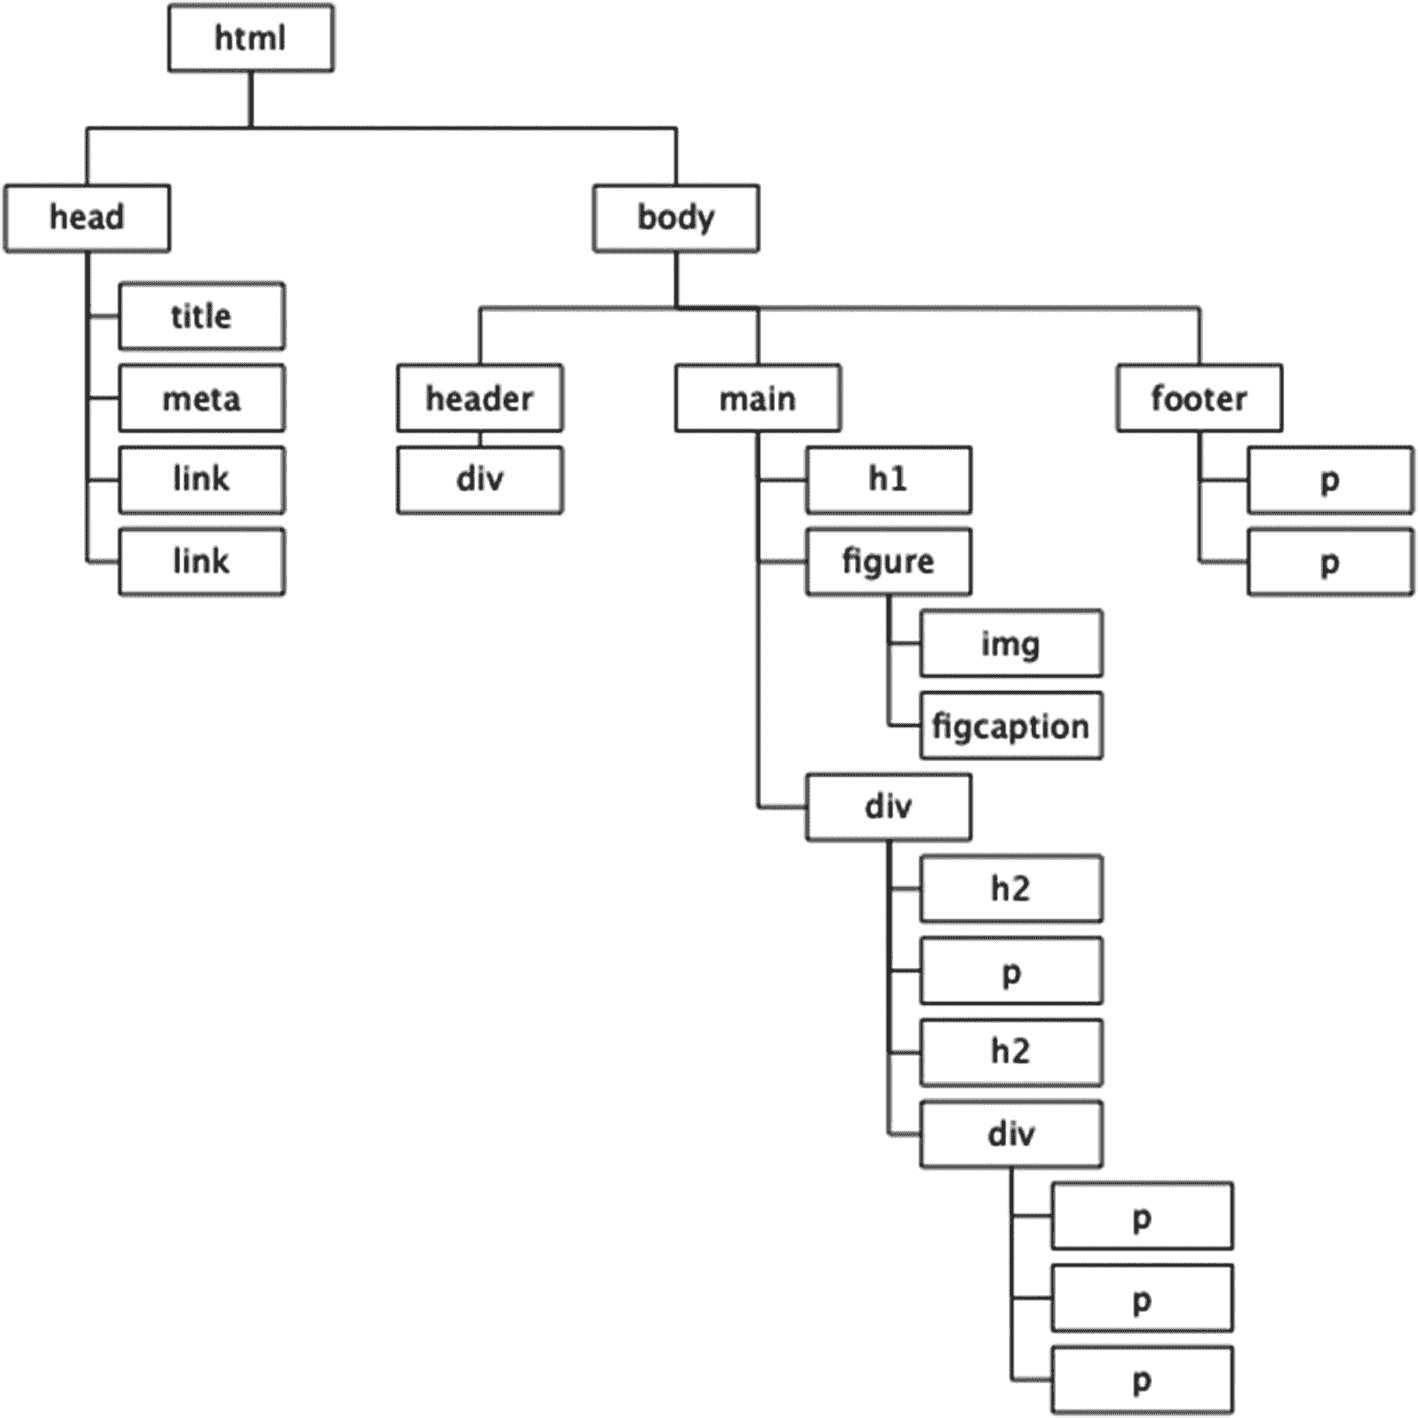 html
head
body
title
meta
link
link
header
div
main
h1
figure
img
figcaption
div
h2
p
h2
div
p
p
p
footer
p
p